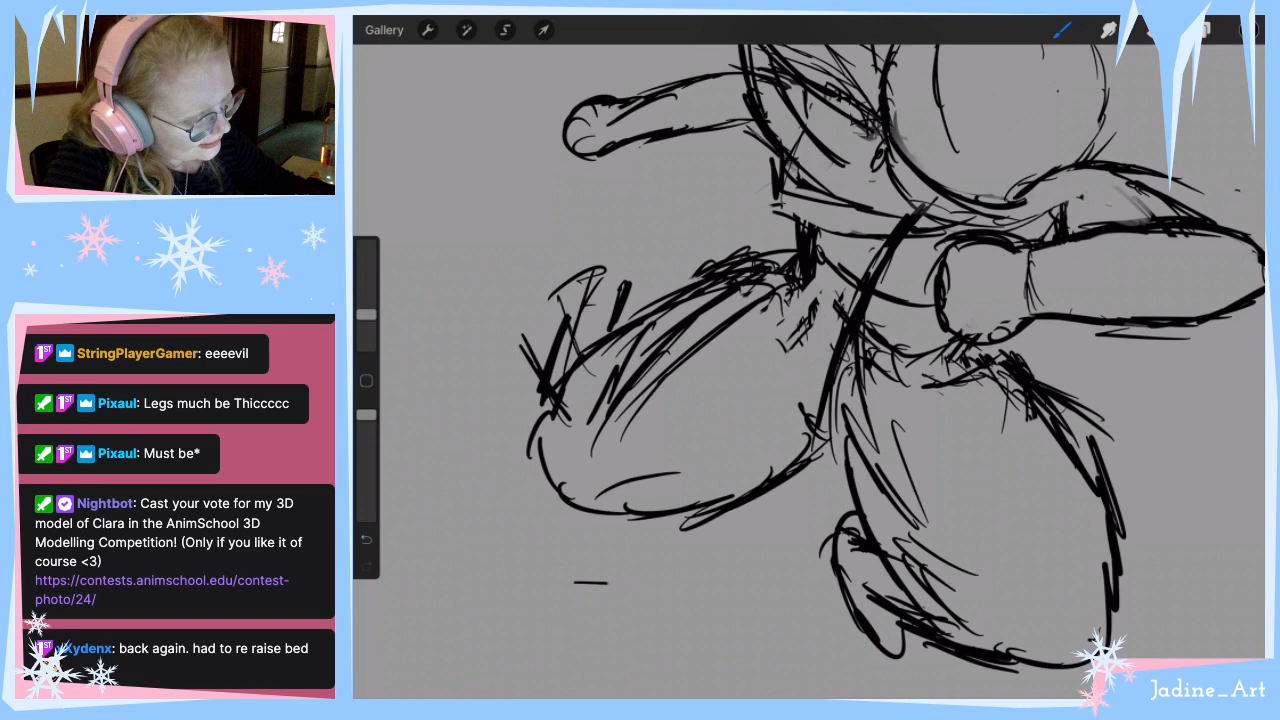 Gallery
StringPlayerGamer: eeeevil
Pixaul: Legs much be Thiccccc
Pixaul: Must be*
Nightbot: Cast your vote for my 3D
model of Clara in the AnimSchool 3D
Modelling Competition! (Only if you like it of
course <3)
https://contests.animschool.edu/contest-
photo/24/
Xydenx: back again. had to re raise bed
Jadine_Art